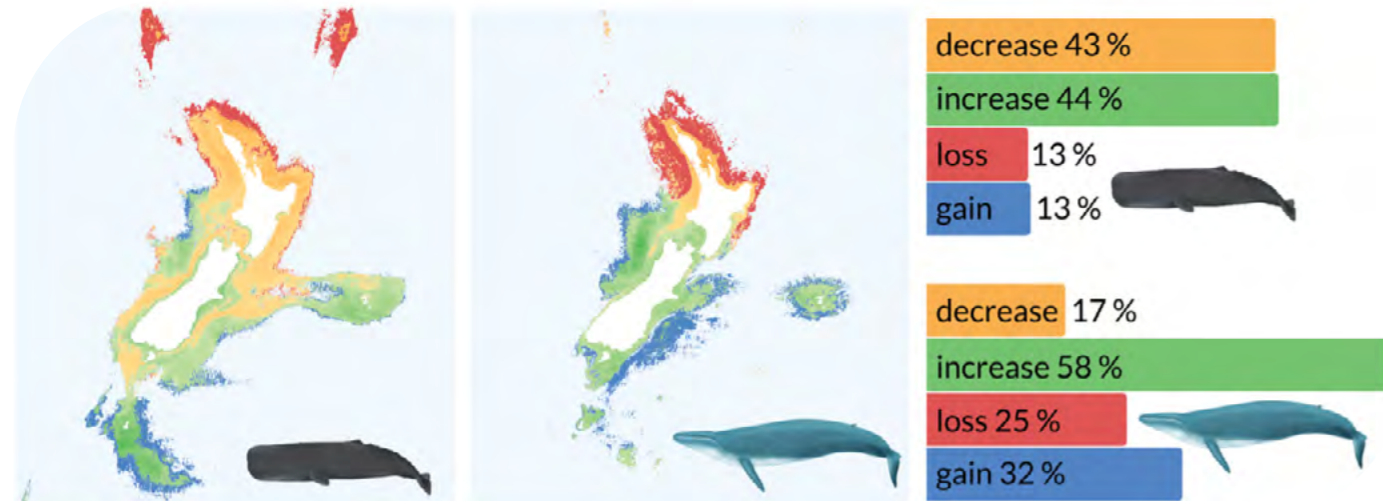 decrease 43 %
increase 44 %
loss 13 %
gain 13 %
decrease 17 %
increase 58 %
loss 25 %
gain 32 %